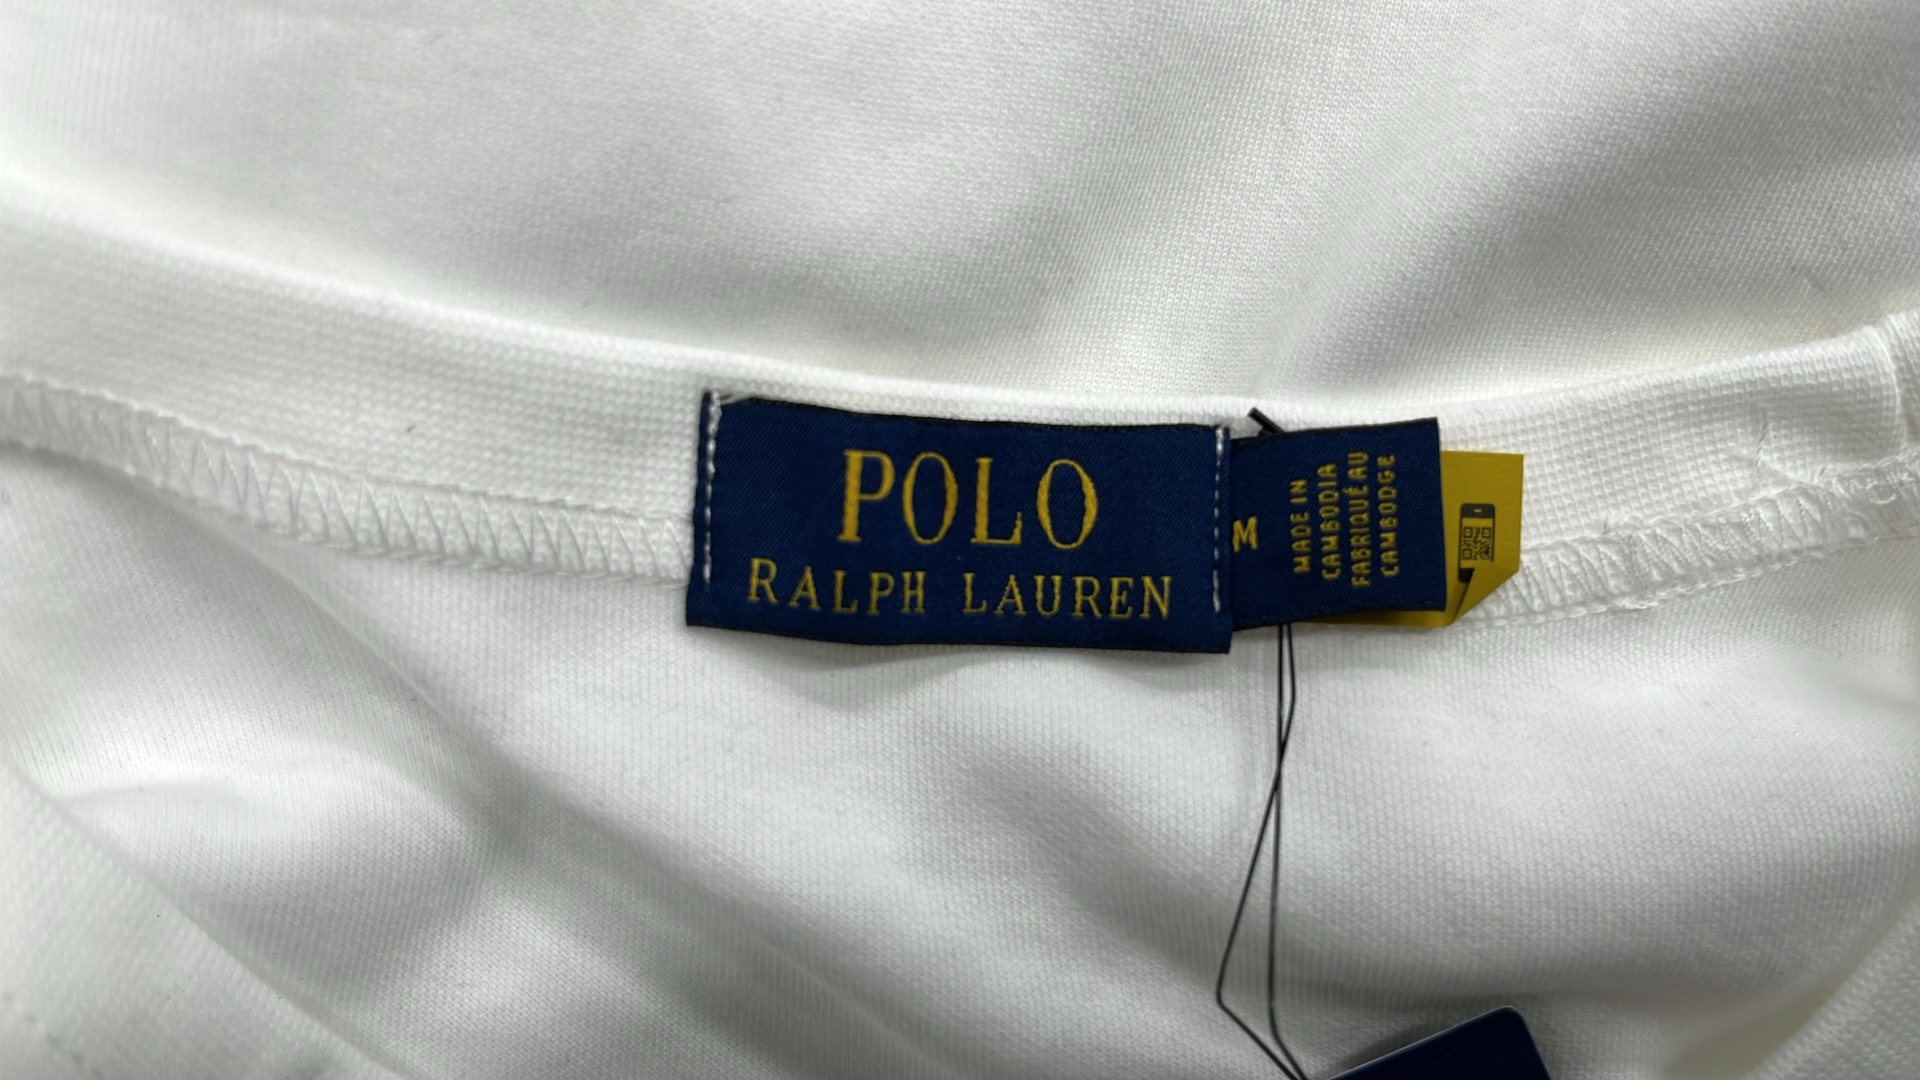 POLO
RALPH LAUREN
M
MADE IN
CAMBODIA
FABRIQUÉ AU
CAMBODGE